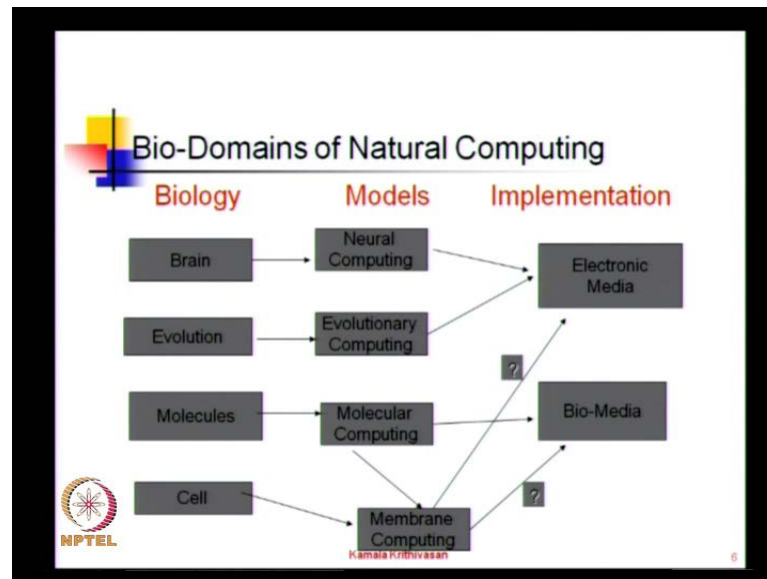 Bio-Domains of Natural Computing
Biology Models Implementation
Brain
Neural
Computing
Electronic
Media
Evolution
Evolutionary
Computing
?
Molecules
Molecular
Computing
Bio-Media
Cell
?
Membrane
Computing
NPTEL
Kamala Krithivasan
6